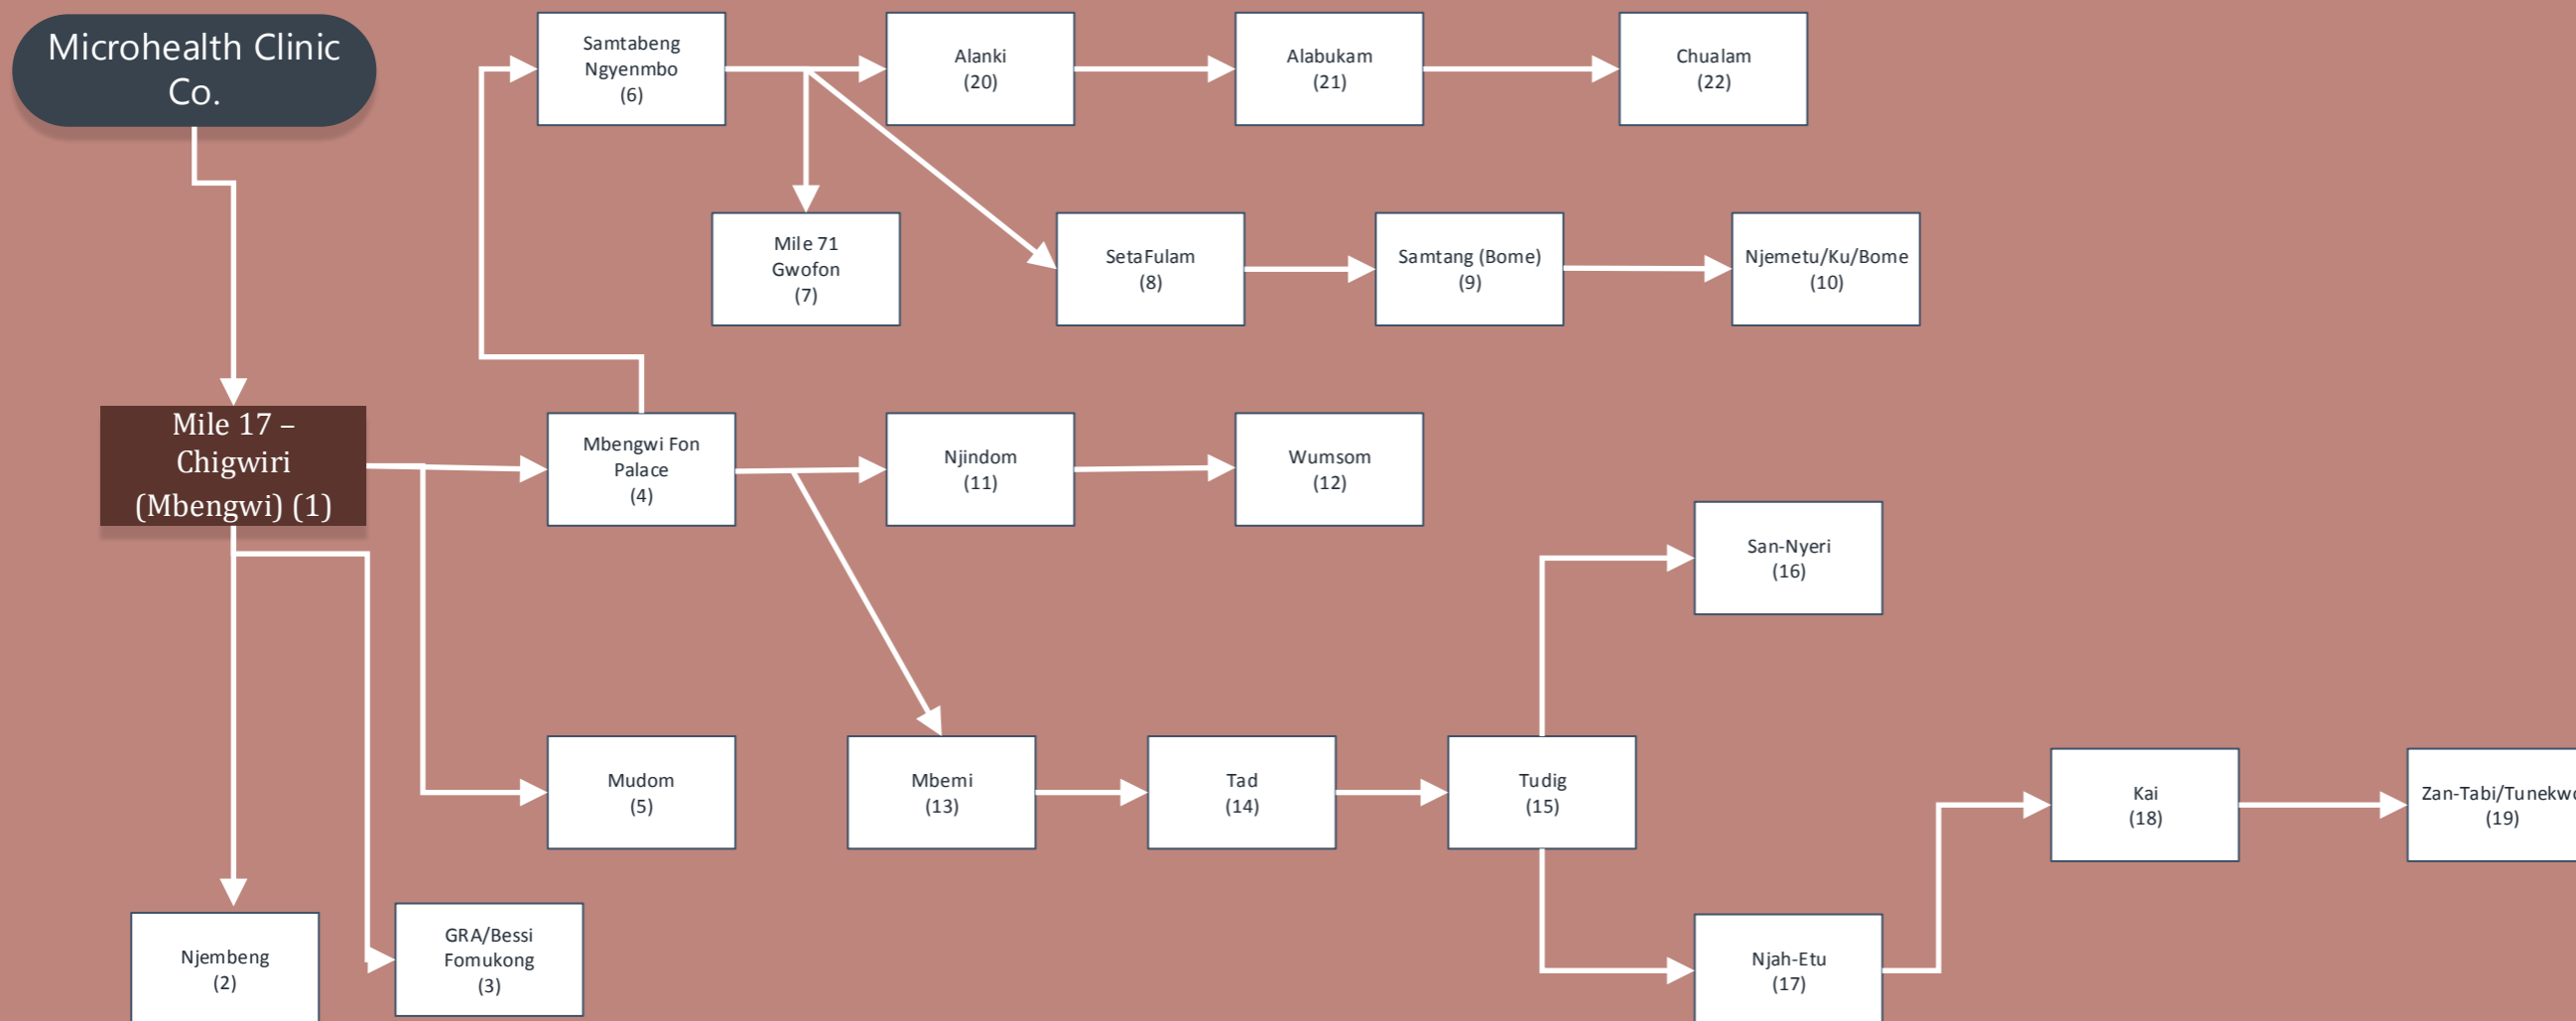 Microhealth Clinic
Co.
Samtabeng
Ngyenmbo
(6)
Alanki
(20)
Alabukam
(21)
Chualam
(22)
Mile 71
Gwofon
(7)
SetaFulam
(8)
Samtang (Bome)
(9)
Njemetu/Ku/Bome
(10)
Mile 17 –
Chigwiri
(Mbengwi) (1)
Mbengwi Fon
Palace
(4)
Njindom
(11)
Wumsom
(12)
San-Nyeri
(16)
Mudom
(5)
Mbemi
(13)
Tad
(14)
Tudig
(15)
Kai
(18)
Zan-Tabi/
(19)
Njembeng
(2)
GRA/Bessi
Fomukong
(3)
Njah-Etu
(17)